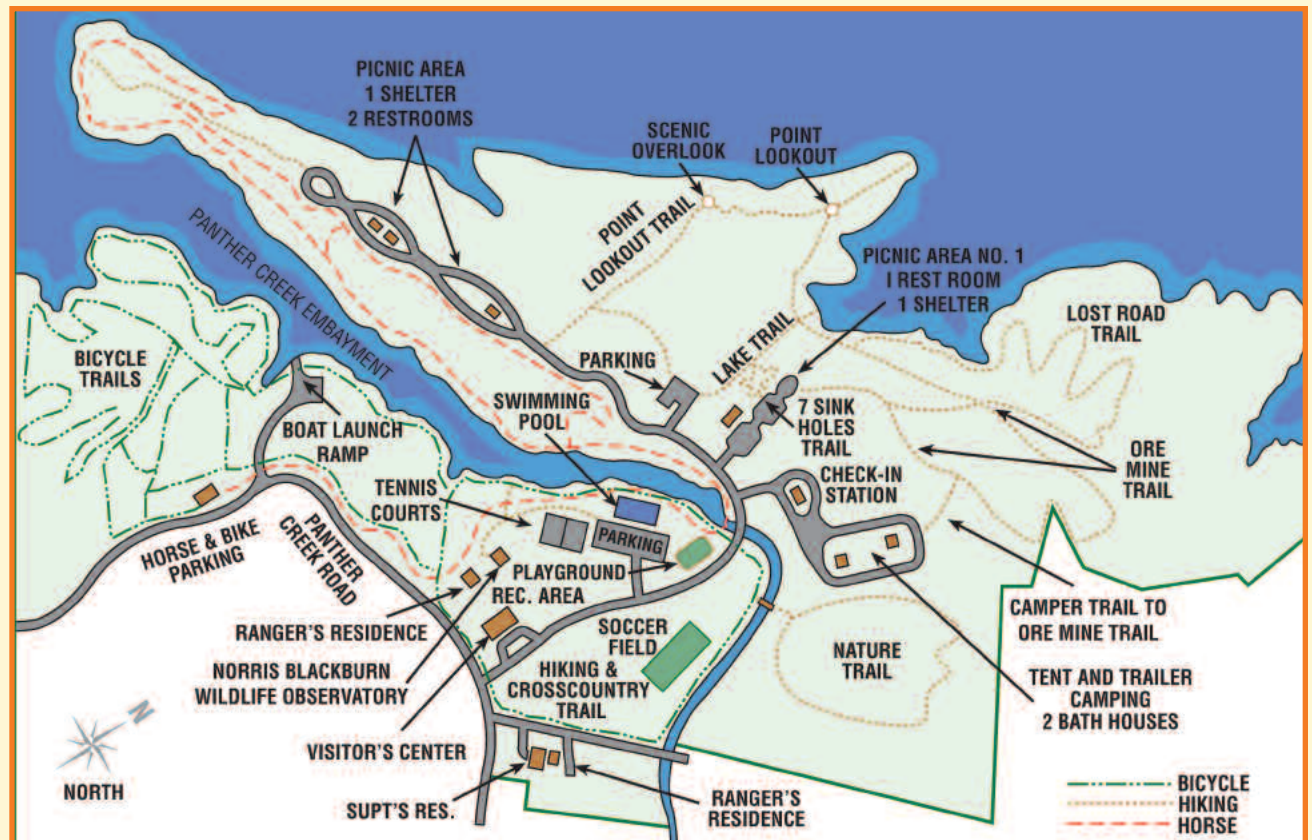 PICNIC AREA
1 SHELTER
2 RESTROOMS
SCENIC
OVERLOOK
POINT
LOOKOUT
POINT
LOOKOUT TRAIL
PICNIC AREA NO. 1
I REST ROOM
1 SHELTER
LOST ROAD
TRAIL
PANTHER CREEK EMBAYMENT
BICYCLE
TRAILS
PARKING
LAKE TRAIL
SWIMMING
POOL
7 SINK
HOLES
TRAIL
BOAT LAUNCH
RAMP
ORE
MINE
TRAIL
CHECK-IN
STATION
TENNIS
COURTS
HORSE & BIKE
PARKING
PANTHER
CREEK ROAD
PARKING
PLAYGROUND
REC. AREA
CAMPER TRAIL TO
ORE MINE TRAIL
RANGER'S RESIDENCE
SOCCER
FIELD
NATURE
TRAIL
NORRIS BLACKBURN
WILDLIFE OBSERVATORY
HIKING &
CROSSCOUNTRY
TRAIL
TENT AND TRAILER
CAMPING
2 BATH HOUSES
VISITOR'S CENTER
N
NORTH
SUPT'S RES.
RANGER'S
RESIDENCE
BICYCLE
HIKING
HORSE